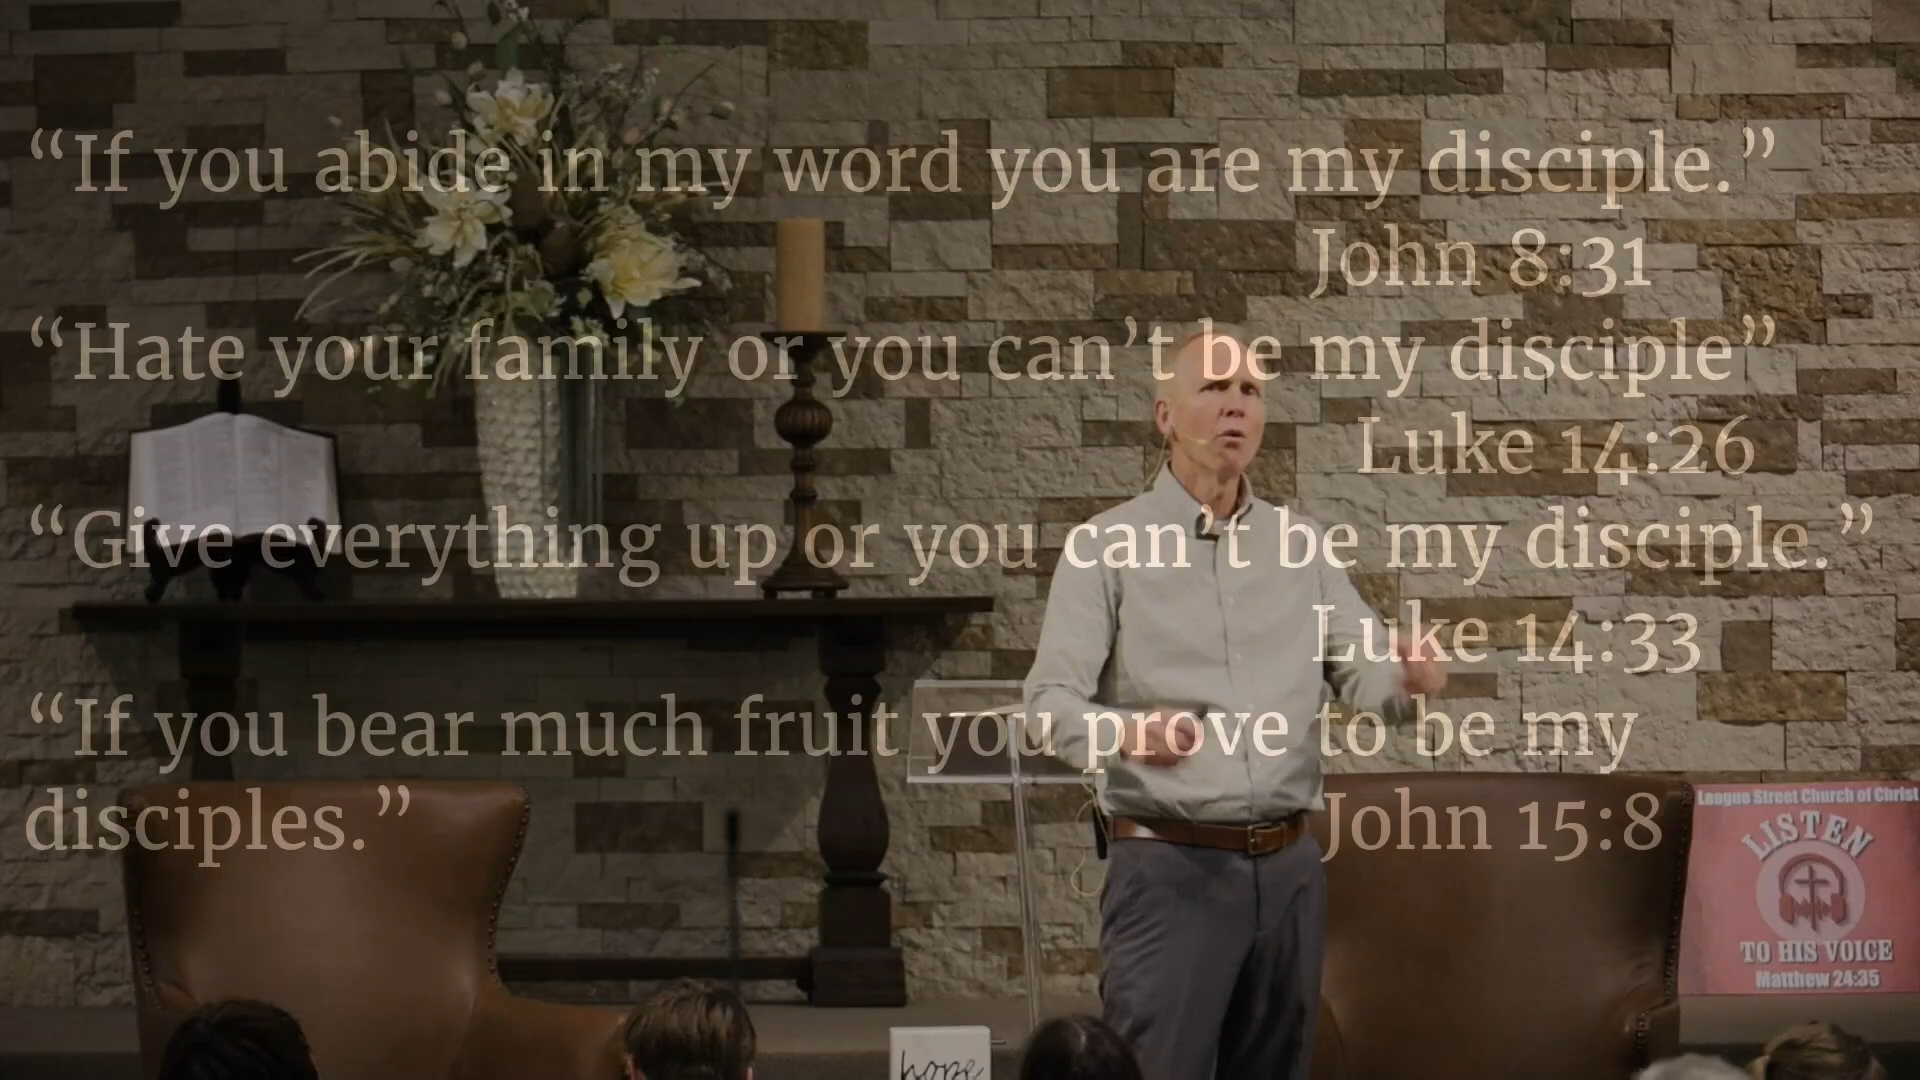 “If you abide in my word you are my disciple.”
John 8:31
“Hate your family or you can’t be my disciple”
Luke 14:26
“Give everything up or you can’t be my disciple.”
Luke 14:33
“If you bear much fruit you prove to be my
disciples.” John 15:8
League Street Church of Christ
LISTEN
TO HIS VOICE
Matthew 24:35
hope